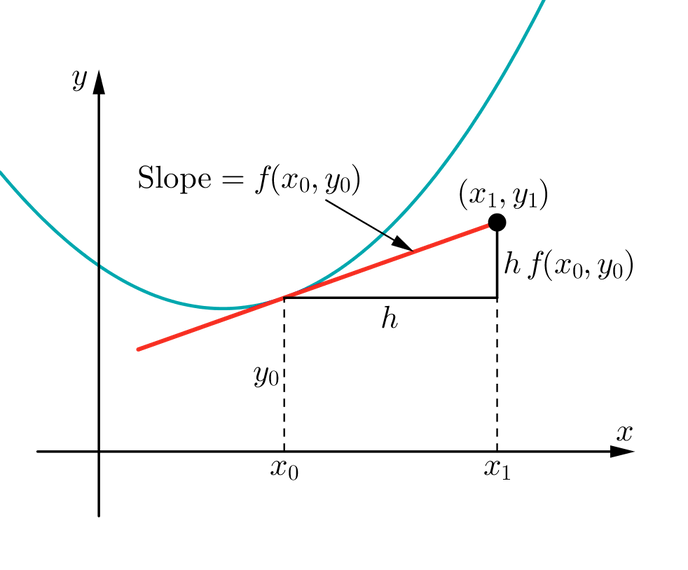 y
Slope = f(x₀, y₀)
(x₁, y₁)
h f(x₀, y₀)
h
y₀
x
x₀
x₁